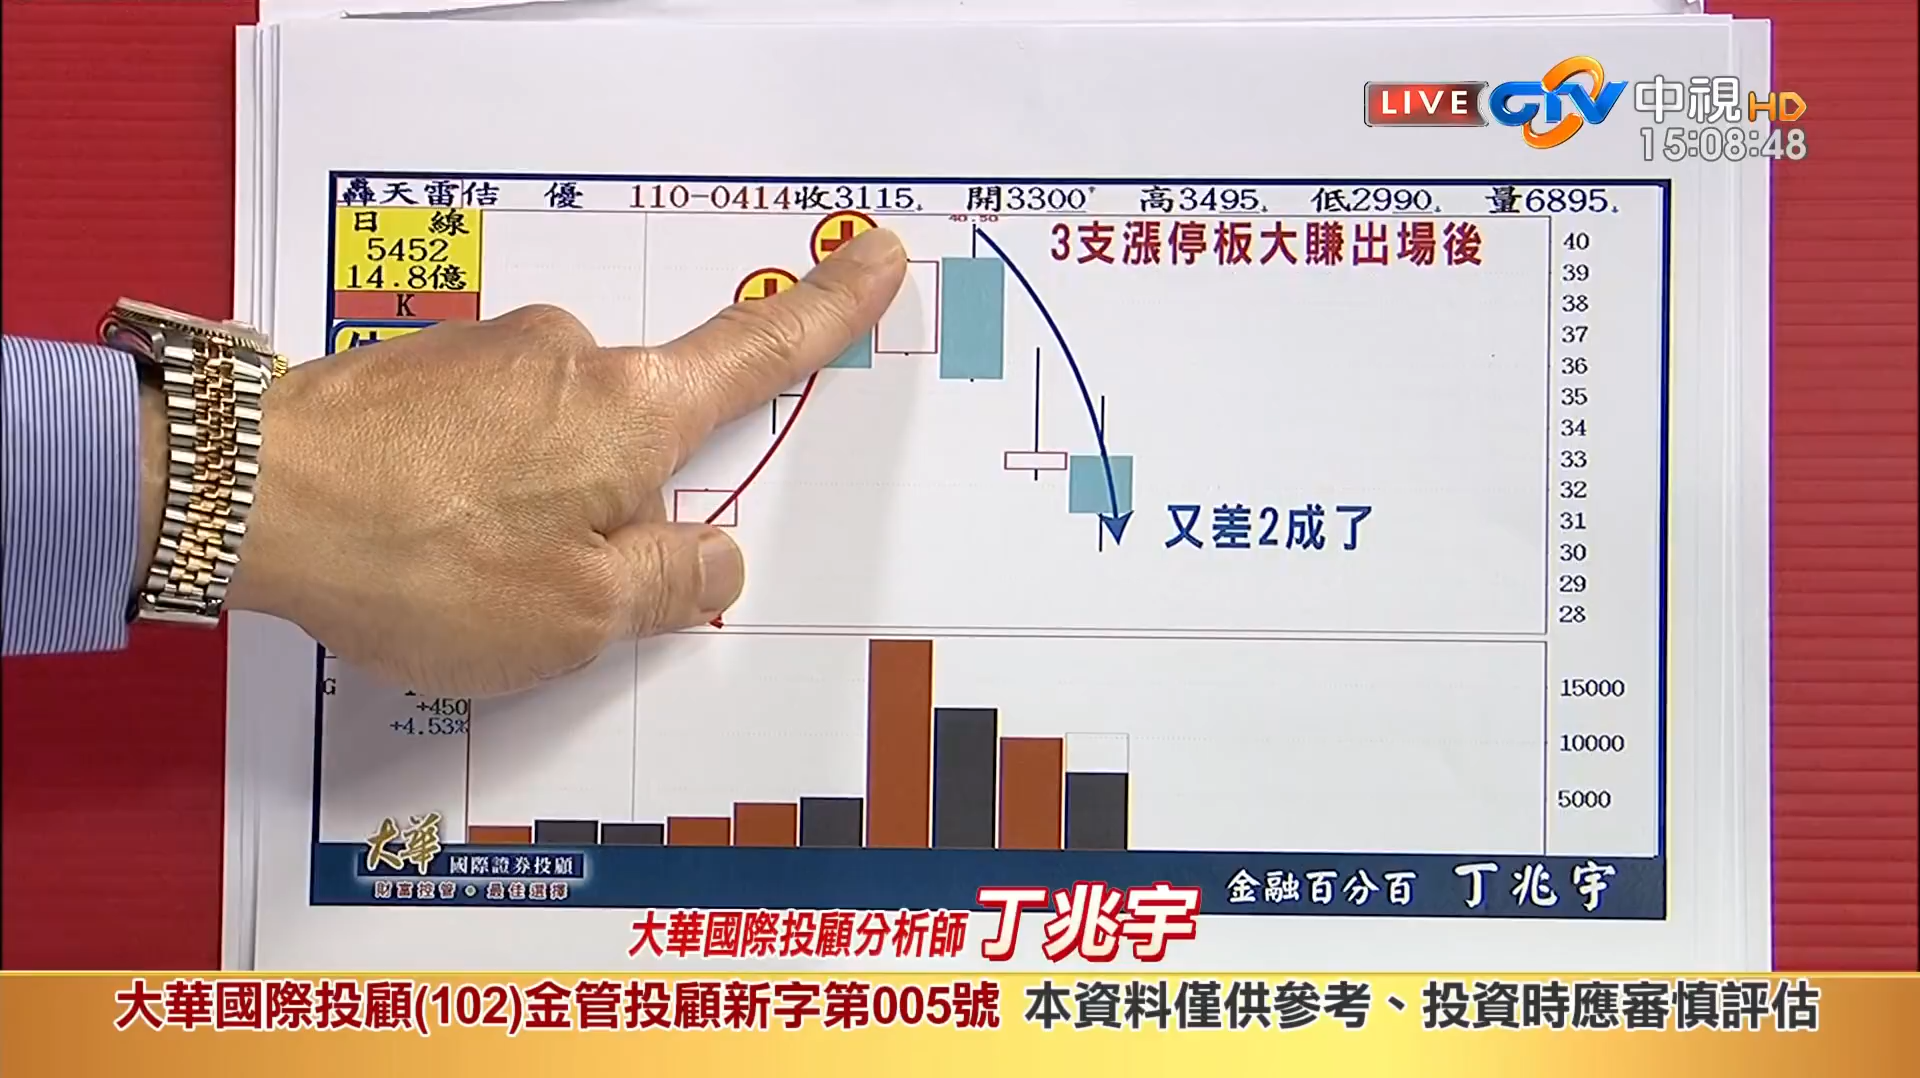 LIVE CTV 中視 HD
15:08:48
轟天雷佶 優 110-0414收3115 開3300 高3495 低2990 量6895
日 線
5452
14.8億
K
40.50
3支漲停板大賺出場後
又差2成了
40
39
38
37
36
35
34
33
32
31
30
29
28
G
+450
+4.53%
15000
10000
5000
大華國際證券投顧
財富控管 最佳選擇
金融百分百 丁兆宇
大華國際投顧分析師 丁兆宇
大華國際投顧(102)金管投顧新字第005號 本資料僅供參考、投資時應審慎評估